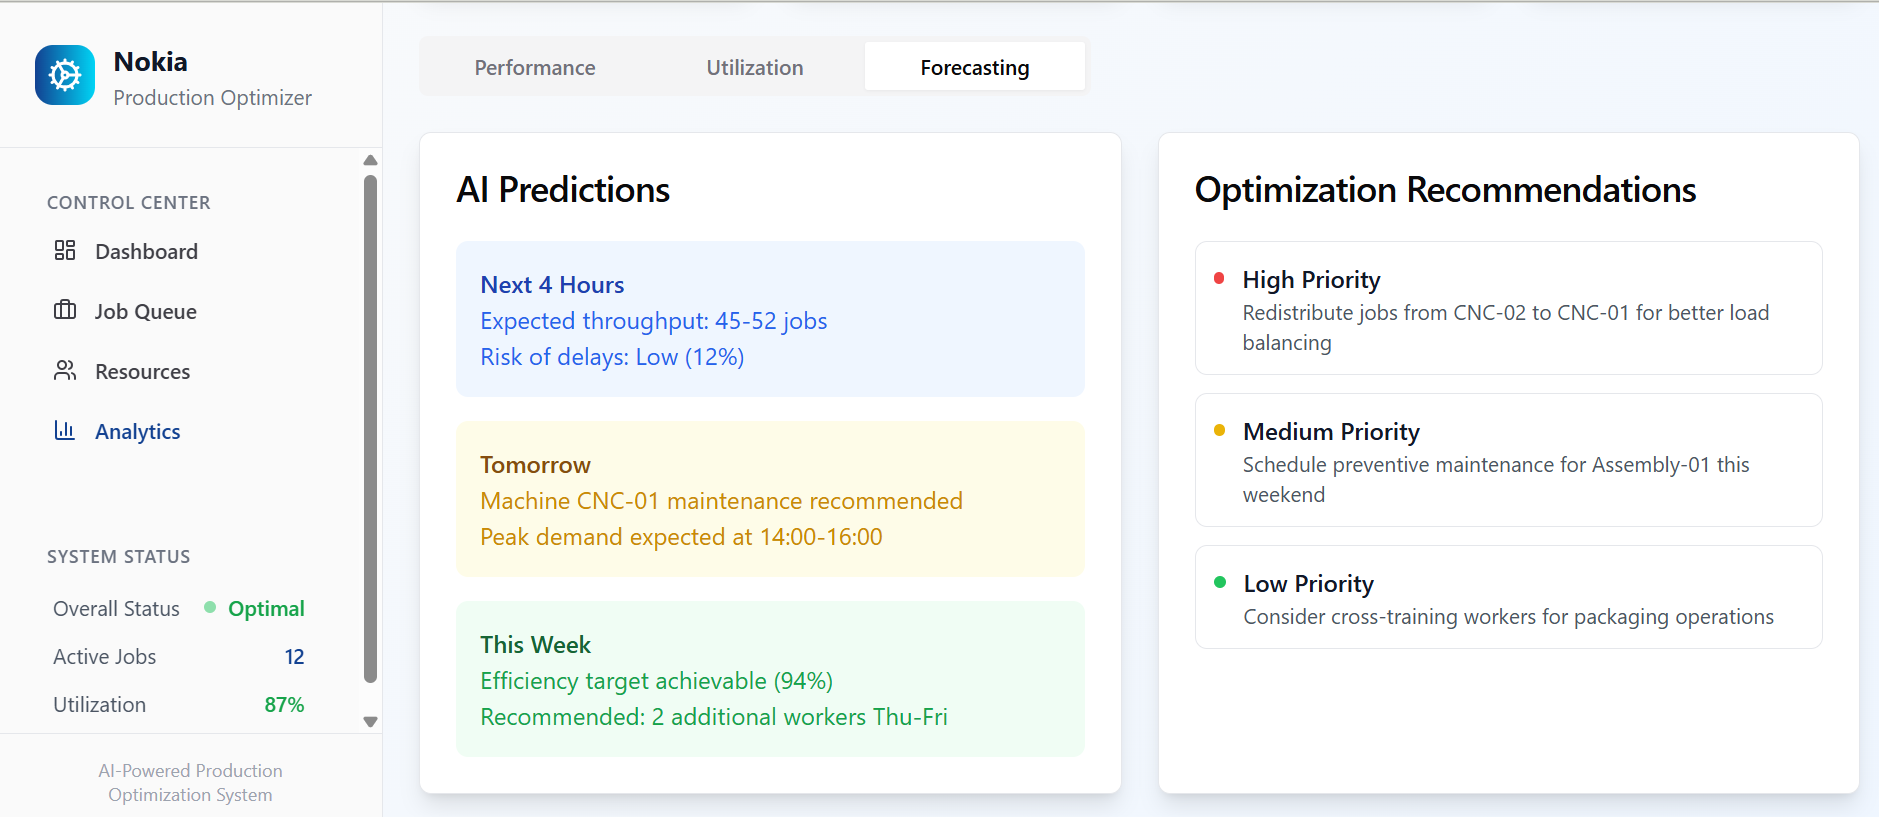 Nokia
Production Optimizer
CONTROL CENTER
Dashboard
Job Queue
Resources
Analytics
SYSTEM STATUS
Overall Status Optimal
Active Jobs 12
Utilization 87%
AI-Powered Production
Optimization System
Performance Utilization Forecasting
AI Predictions
Next 4 Hours
Expected throughput: 45-52 jobs
Risk of delays: Low (12%)
Tomorrow
Machine CNC-01 maintenance recommended
Peak demand expected at 14:00-16:00
This Week
Efficiency target achievable (94%)
Recommended: 2 additional workers Thu-Fri
Optimization Recommendations
High Priority
Redistribute jobs from CNC-02 to CNC-01 for better load
balancing
Medium Priority
Schedule preventive maintenance for Assembly-01 this
weekend
Low Priority
Consider cross-training workers for packaging operations